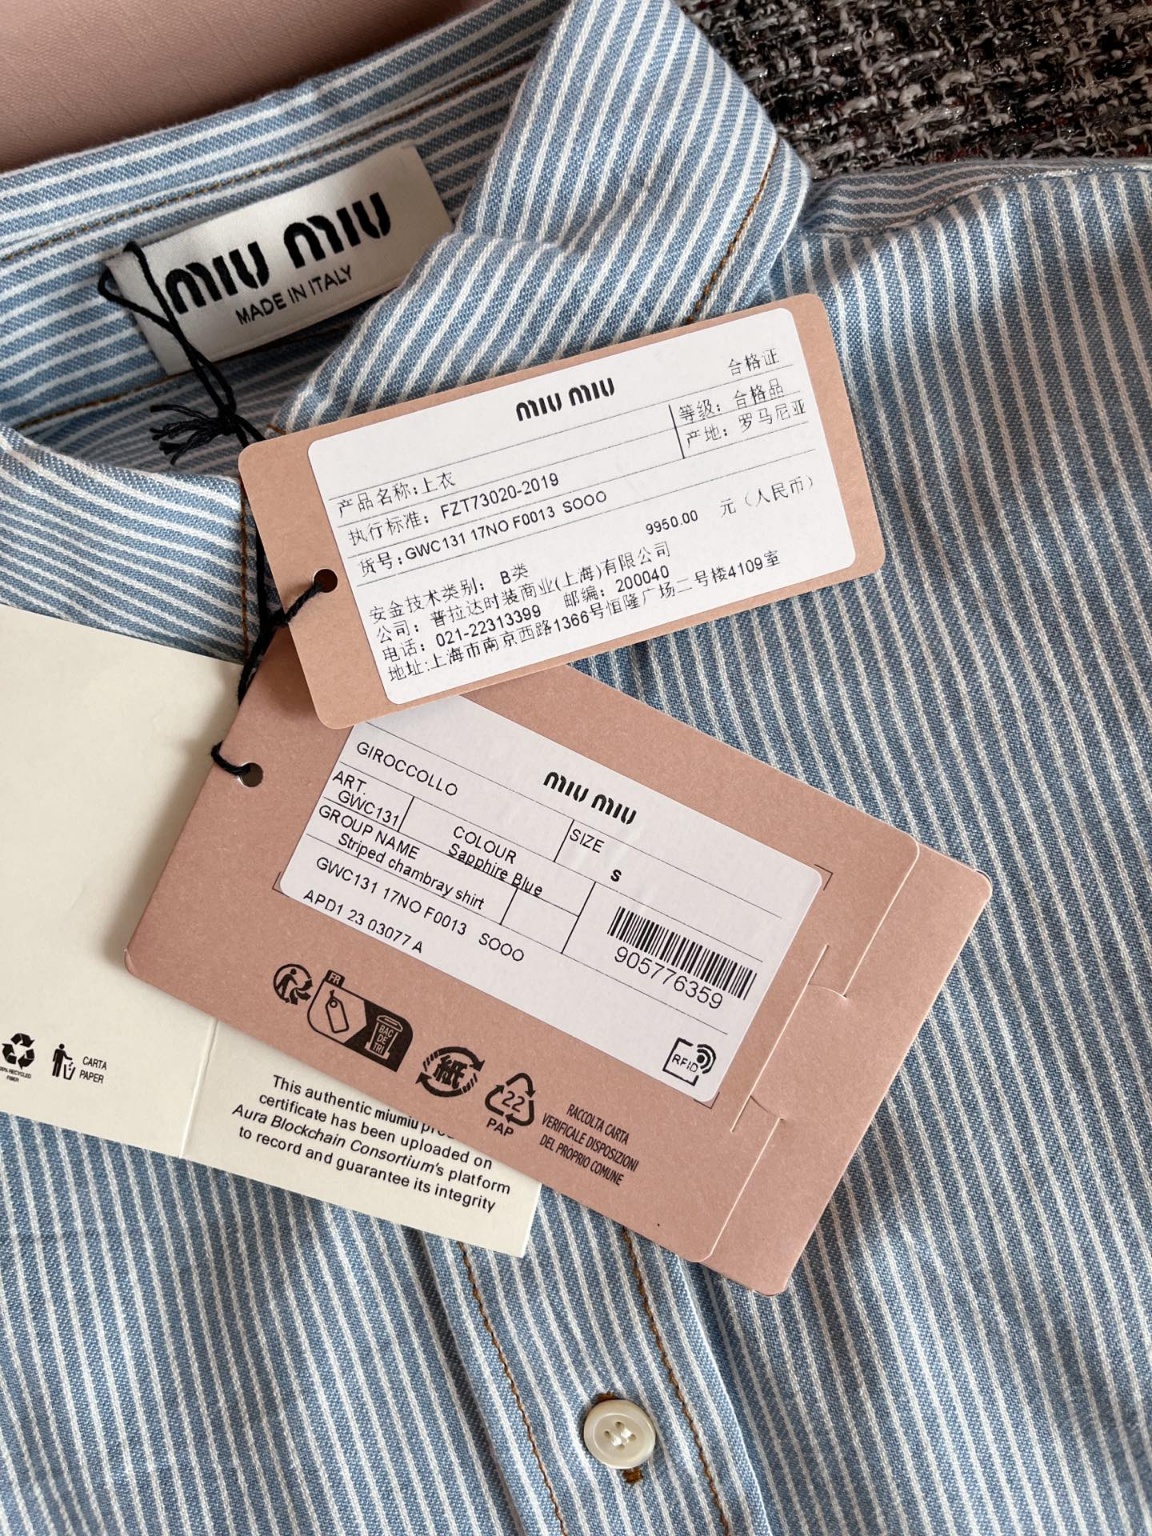 MIU MIU
MADE IN ITALY
MIU MIU
合格证
等级: 合格品
产地: 罗马尼亚
产品名称:上衣
执行标准: FZT73020-2019
货号:GWC131 17NO F0013 SOOO
9950.00 元（人民币）
安金技术类别: B类
公司: 普拉达时装商业(上海)有限公司
电话: 021-22313399 邮编: 200040
地址:上海市南京西路1366号恒隆广场二号楼4109室
MIU MIU
GIROCCOLLO
ART.
GWC131
COLOUR
Sapphire Blue
SIZE
S
GROUP NAME
Striped chambray shirt
GWC131 17NO F0013 SOOO
APD1 23 03077 A
905776359
RFID
FR
BAC
DE
TRI
紙
22
PAP
RACCOLTA CARTA
VERIFICALE DISPOSIZIONI
DEL PROPRIO COMUNE
CARTA
PAPER
This authentic miumiu
certificate has been uploaded on
Aura Blockchain Consortium's platform
to record and guarantee its integrity